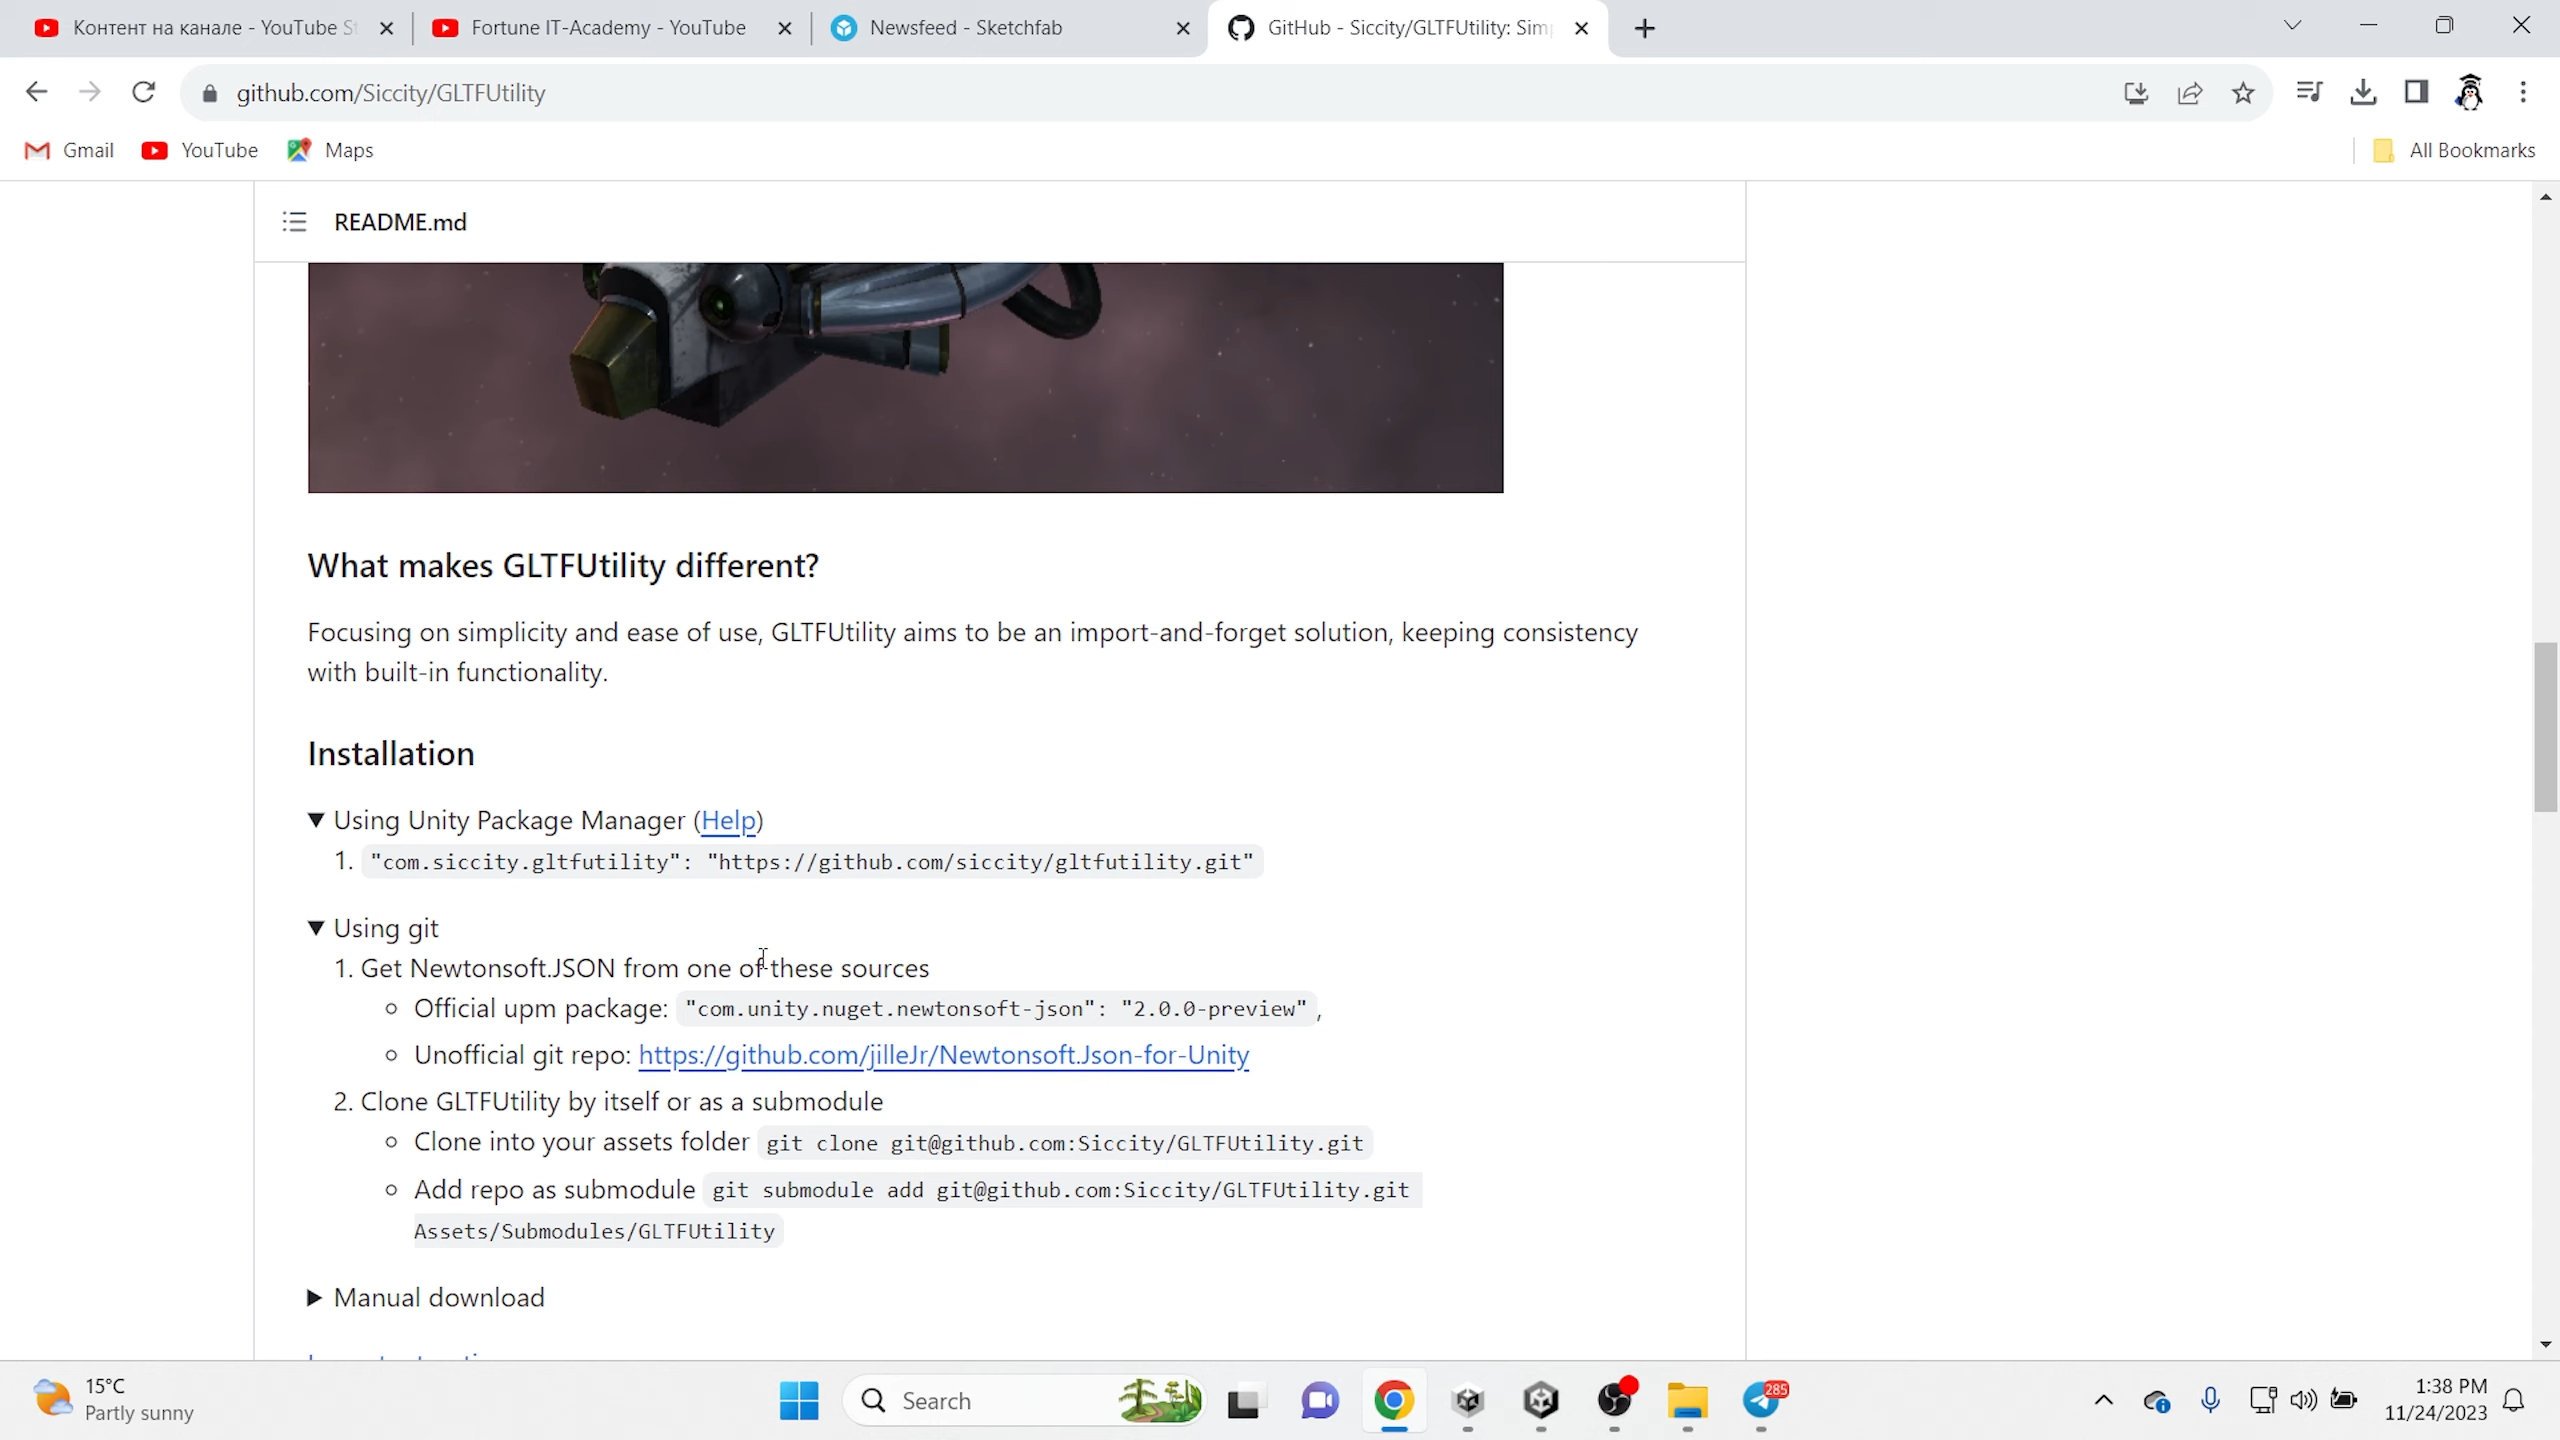 Контент на канале - YouTube St
Fortune IT-Academy - YouTube
Newsfeed - Sketchfab
GitHub - Siccity/GLTFUtility: Sim
github.com/Siccity/GLTFUtility
Gmail
YouTube
Maps
All Bookmarks
README.md
What makes GLTFUtility different?
Focusing on simplicity and ease of use, GLTFUtility aims to be an import-and-forget solution, keeping consistency
with built-in functionality.
Installation
Using Unity Package Manager (Help)
1. "com.siccity.gltfutility": "https://github.com/siccity/gltfutility.git"
Using git
1. Get Newtonsoft.JSON from one of these sources
Official upm package: "com.unity.nuget.newtonsoft-json": "2.0.0-preview",
Unofficial git repo: https://github.com/jilleJr/Newtonsoft.Json-for-Unity
2. Clone GLTFUtility by itself or as a submodule
Clone into your assets folder git clone git@github.com:Siccity/GLTFUtility.git
Add repo as submodule git submodule add git@github.com:Siccity/GLTFUtility.git
Assets/Submodules/GLTFUtility
Manual download
15°C
Partly sunny
Search
285
1:38 PM
11/24/2023